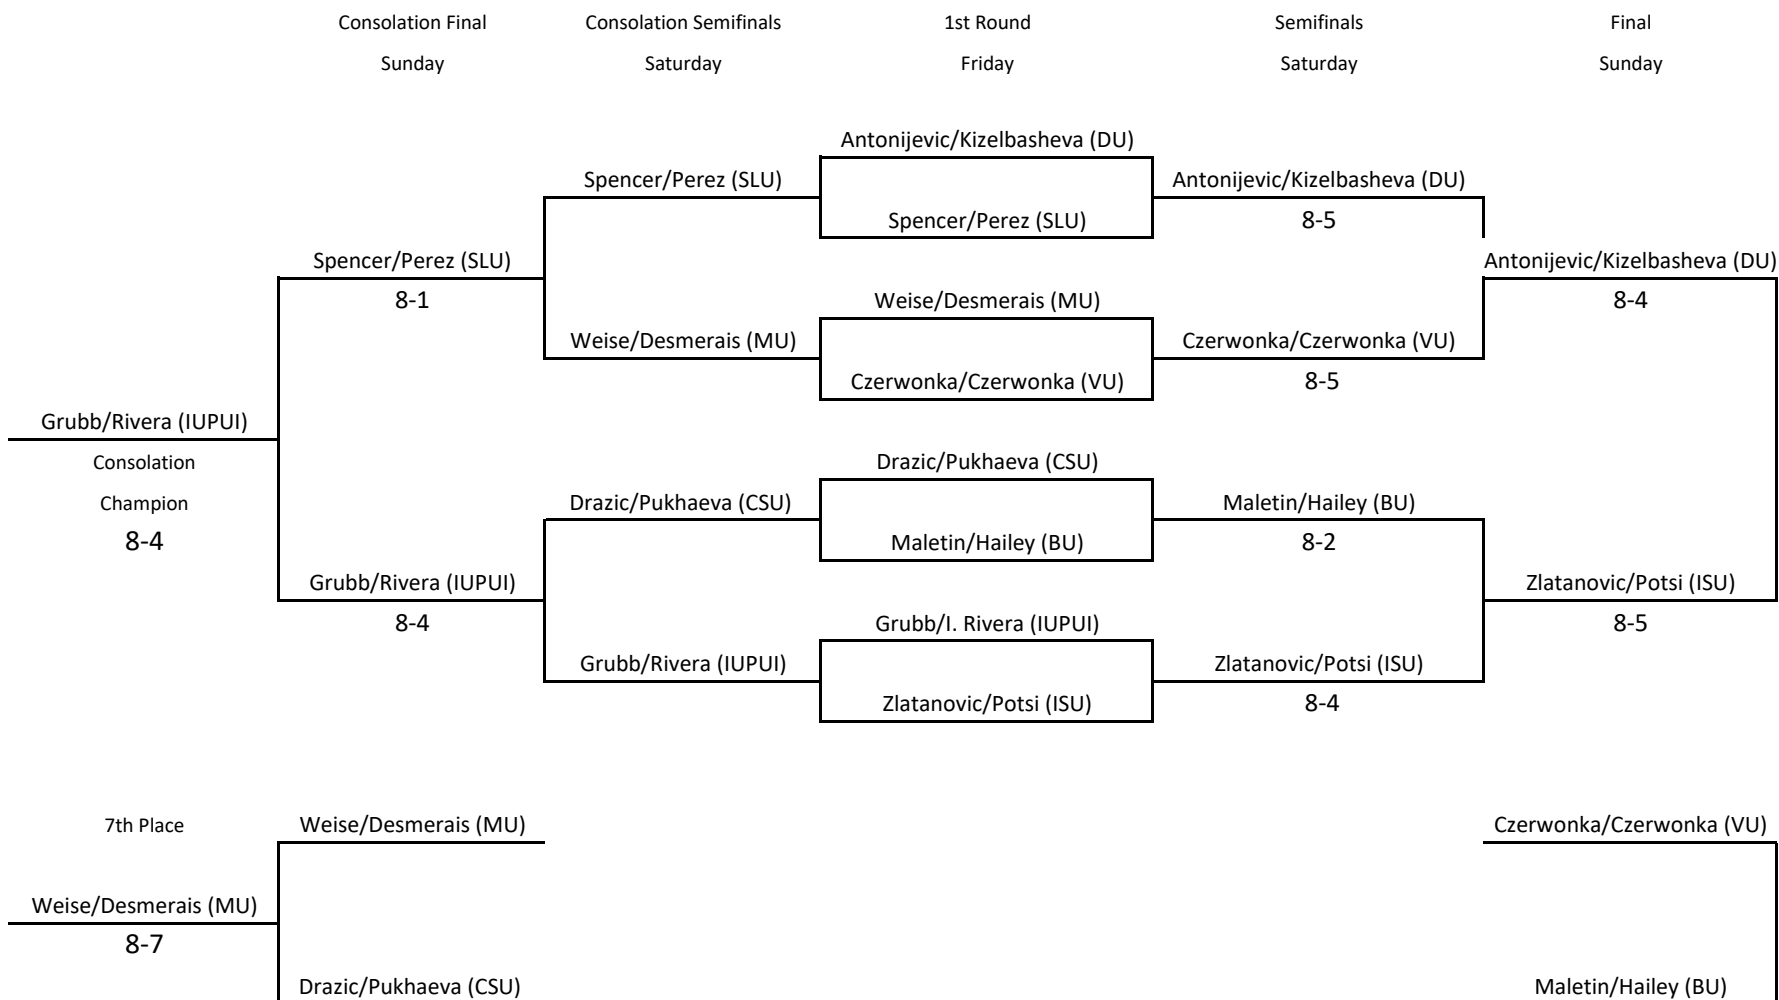 Consolation Final Consolation Semifinals 1st Round Semifinals Final
Sunday Saturday Friday Saturday Sunday
Antonijevic/Kizelbasheva (DU)
Spencer/Perez (SLU) Antonijevic/Kizelbasheva (DU)
Spencer/Perez (SLU) 8-5
Spencer/Perez (SLU) Antonijevic/Kizelbasheva (DU)
8-1 Weise/Desmerais (MU) 8-4
Weise/Desmerais (MU) Czerwonka/Czerwonka (VU)
Czerwonka/Czerwonka (VU) 8-5
Grubb/Rivera (IUPUI)
Consolation Drazic/Pukhaeva (CSU)
Champion Drazic/Pukhaeva (CSU) Maletin/Hailey (BU)
8-4 Maletin/Hailey (BU) 8-2
Grubb/Rivera (IUPUI) Zlatanovic/Potsi (ISU)
8-4 Grubb/I. Rivera (IUPUI) 8-5
Grubb/Rivera (IUPUI) Zlatanovic/Potsi (ISU)
Zlatanovic/Potsi (ISU) 8-4
7th Place Weise/Desmerais (MU) Czerwonka/Czerwonka (VU)
Weise/Desmerais (MU)
8-7
Drazic/Pukhaeva (CSU) Maletin/Hailey (BU)